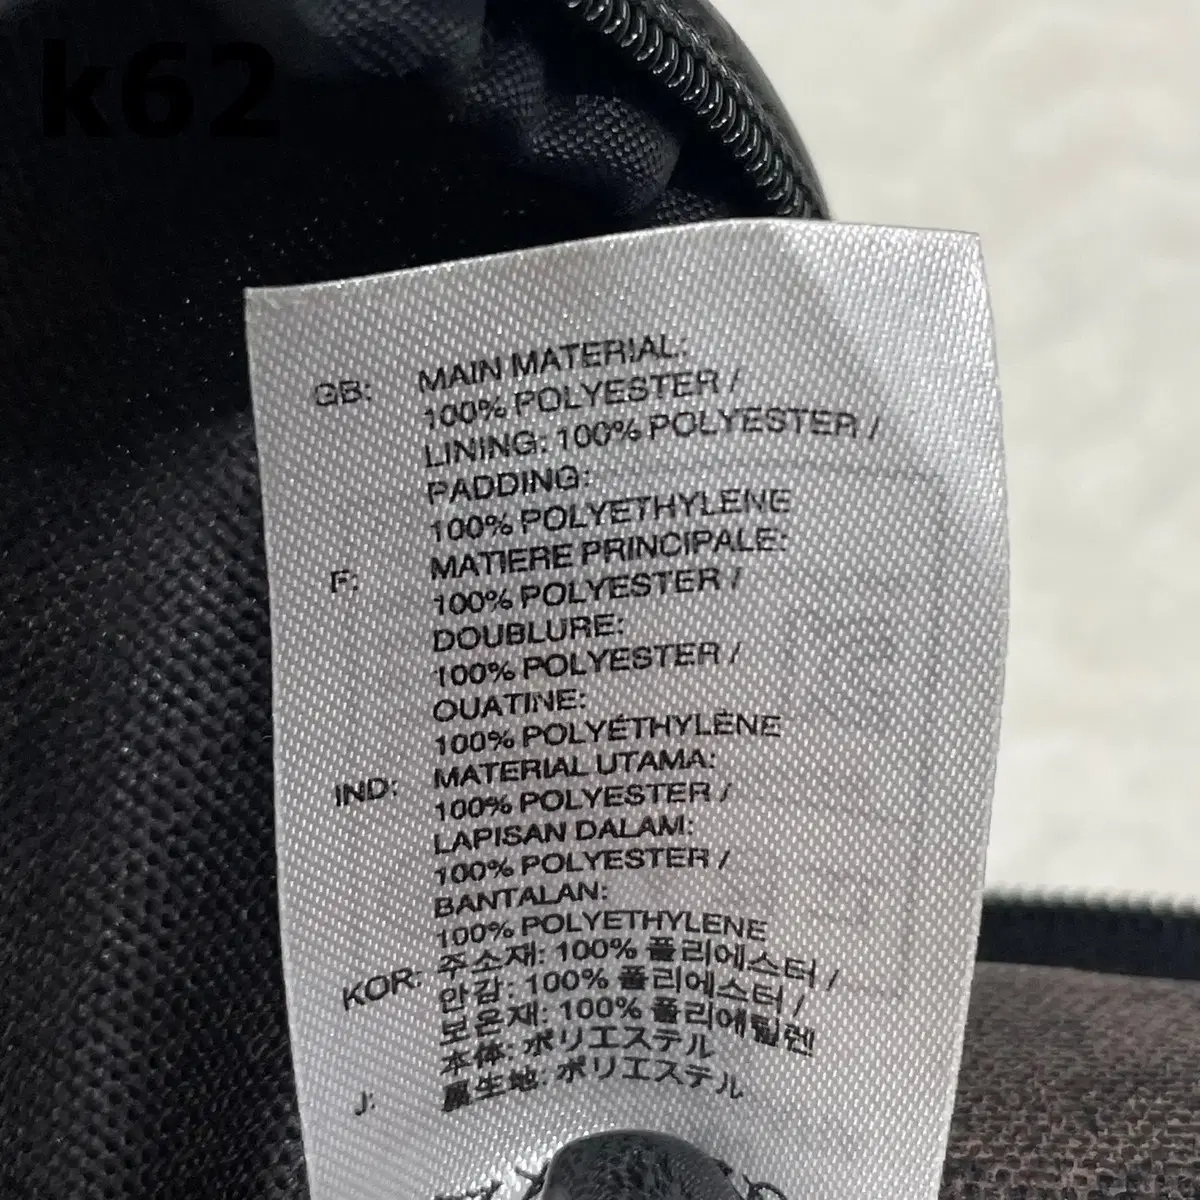 k62
GB: MAIN MATERIAL:
100% POLYESTER /
LINING: 100% POLYESTER /
PADDING:
100% POLYETHYLENE
F: MATIERE PRINCIPALE:
100% POLYESTER /
DOUBLURE:
100% POLYESTER /
OUATINE:
100% POLYÉTHYLÈNE
IND: MATERIAL UTAMA:
100% POLYESTER /
LAPISAN DALAM:
100% POLYESTER /
BANTALAN:
100% POLYETHYLENE
KOR: 주소재: 100% 폴리에스터 /
안감: 100% 폴리에스터 /
보온재: 100% 폴리에틸렌
J: 本体: ポリエステル
裏生地: ポリエステル